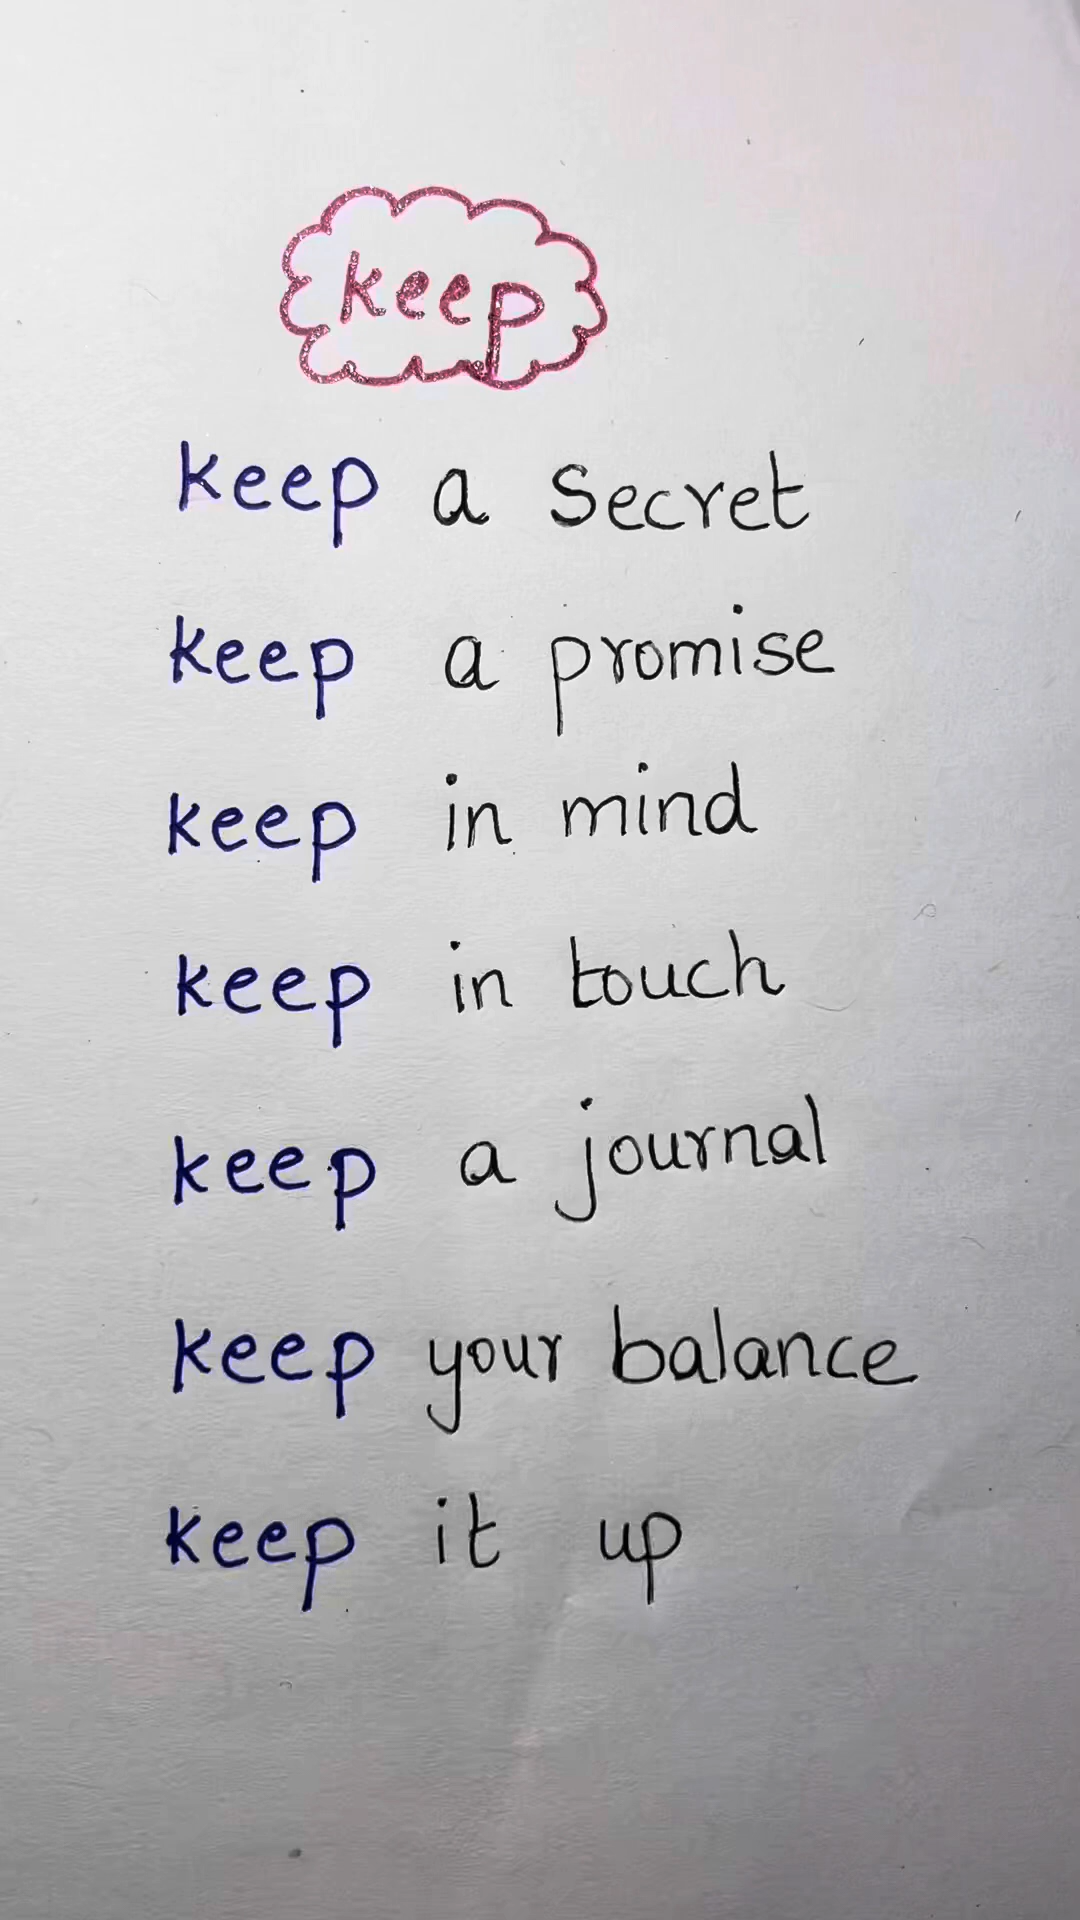 keep
keep a secret
keep a promise
keep in mind
keep in touch
keep a journal
keep your balance
keep it up